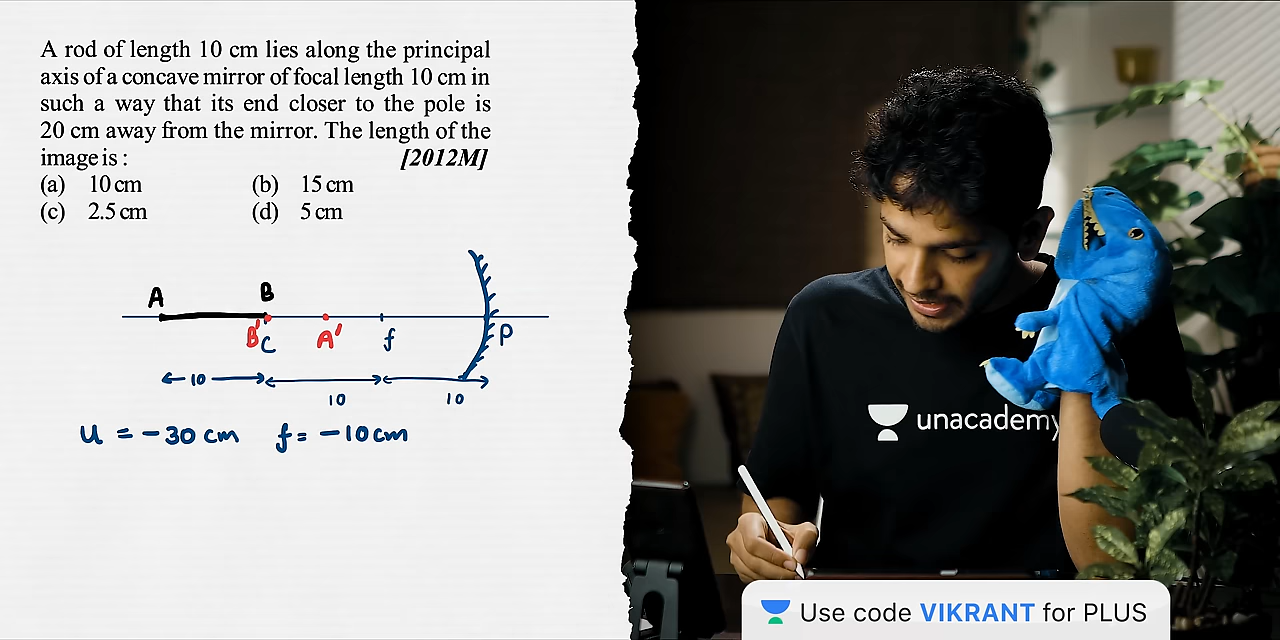 A rod of length 10 cm lies along the principal
axis of a concave mirror of focal length 10 cm in
such a way that its end closer to the pole is
20 cm away from the mirror. The length of the
image is : [2012M]
(a) 10 cm (b) 15 cm
(c) 2.5 cm (d) 5 cm
A B
B' C A' f P
10
10 10
u = -30 cm f = -10 cm
unacademy
Use code VIKRANT for PLUS